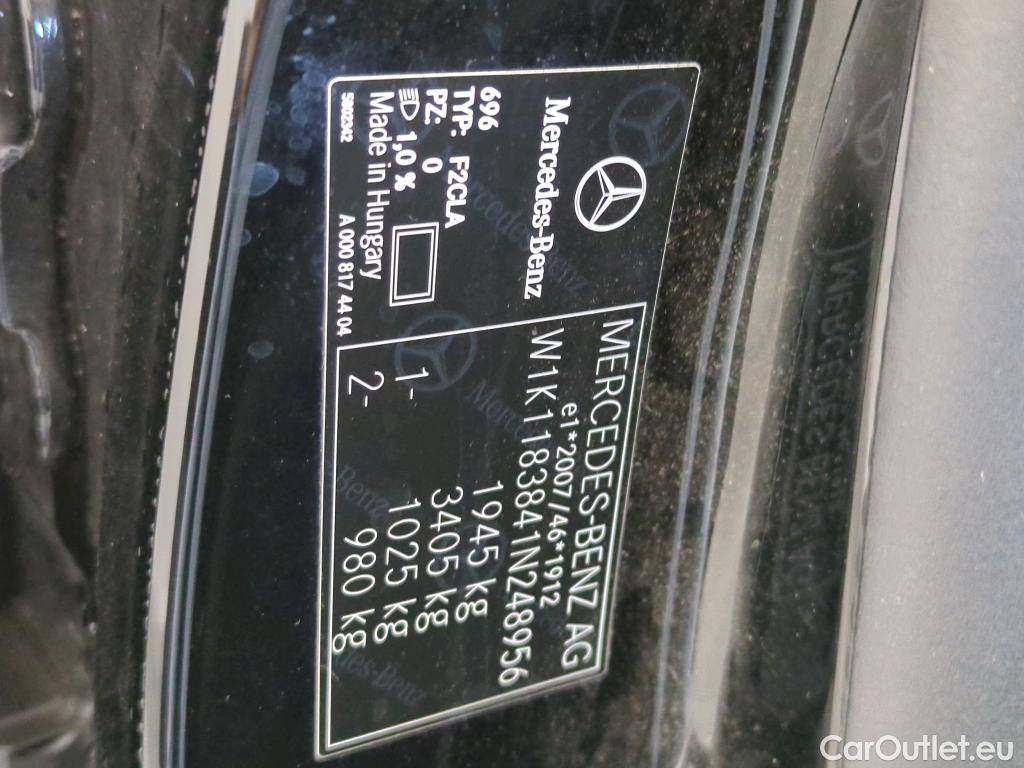 Mercedes-Benz
696
TYP: F2CLA
PZ: 0
1,0 %
Made in Hungary
A 000 817 44 04
MERCEDES-BENZ AG
e1*2007/46*1912
W1K1183841N248956
1945 kg
3405 kg
1- 1025 kg
2- 980 kg
CarOutlet.eu